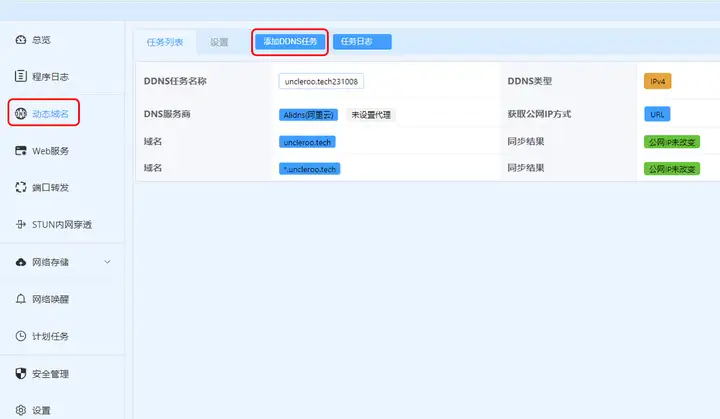 总览
程序日志
动态域名
Web服务
端口转发
STUN内网穿透
网络存储
网络唤醒
计划任务
安全管理
设置
任务列表 设置 添加DDNS任务 任务日志
DDNS任务名称 uncleroo.tech231008 DDNS类型 IPv4
DNS服务商 Alidns(阿里云) 未设置代理 获取公网IP方式 URL
域名 uncleroo.tech 同步结果 公网IP未改变
域名 *.uncleroo.tech 同步结果 公网IP未改变